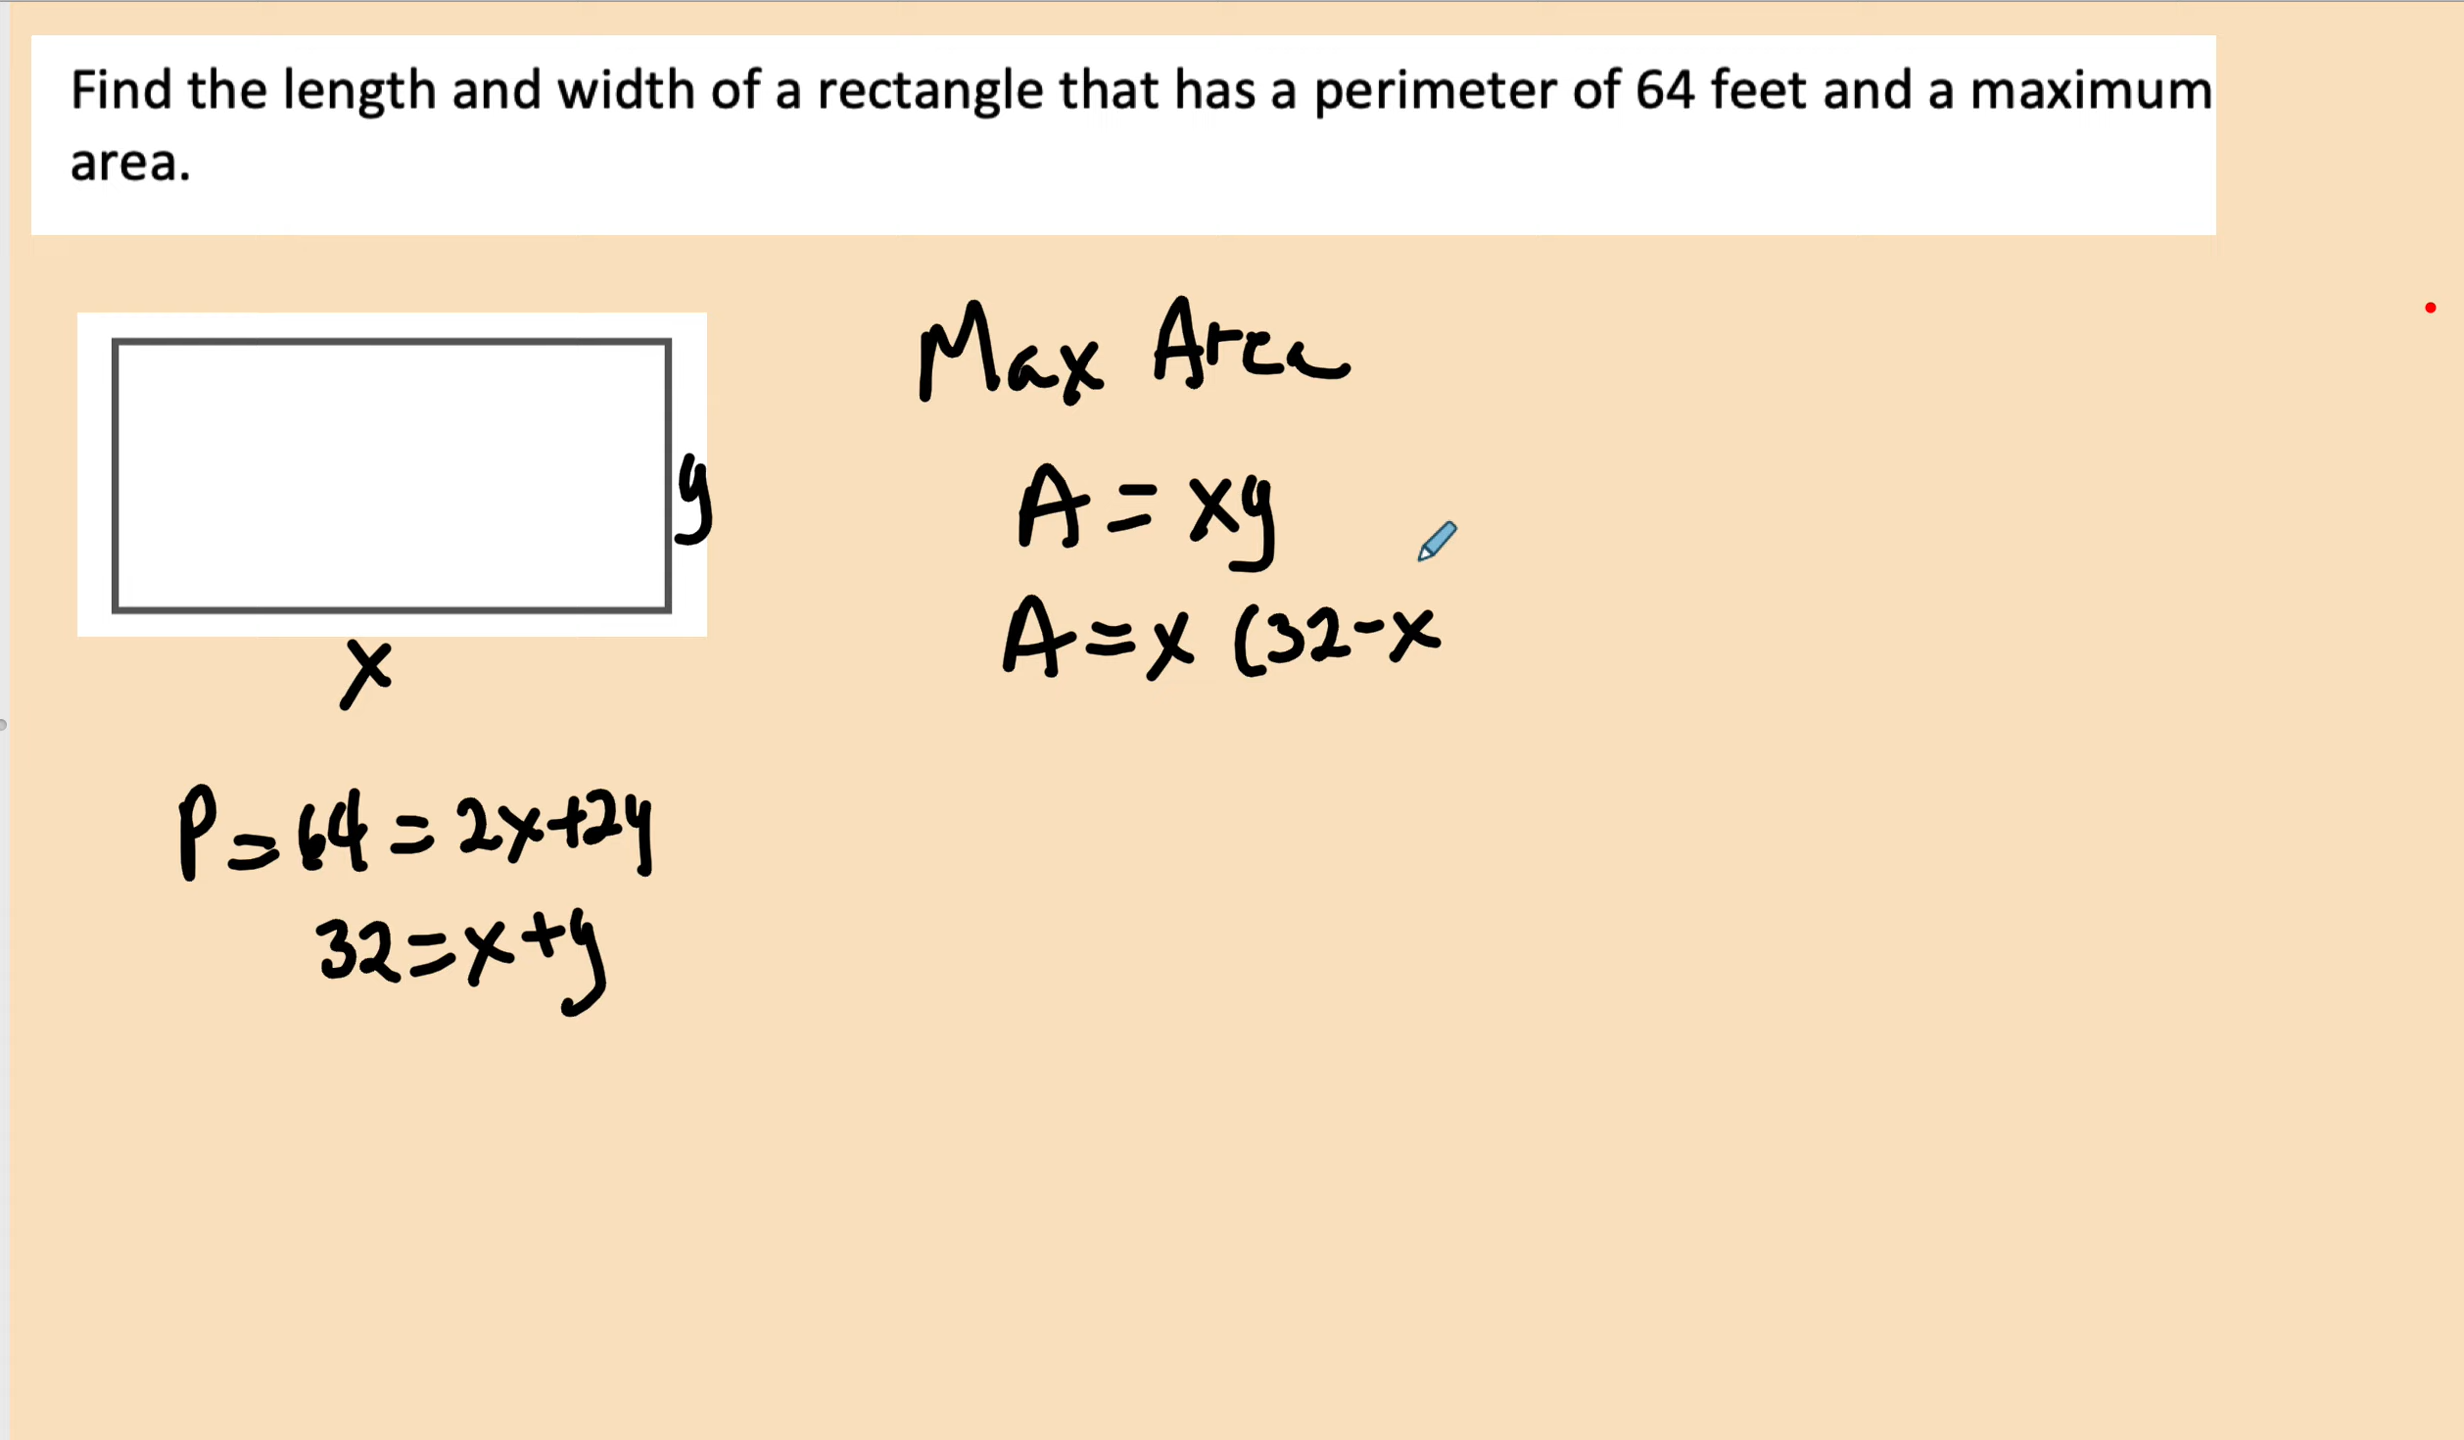 Find the length and width of a rectangle that has a perimeter of 64 feet and a maximum
area.
Max Area
y
A = xy
A = x (32-x
x
P = 64 = 2x+2y
32 = x+y